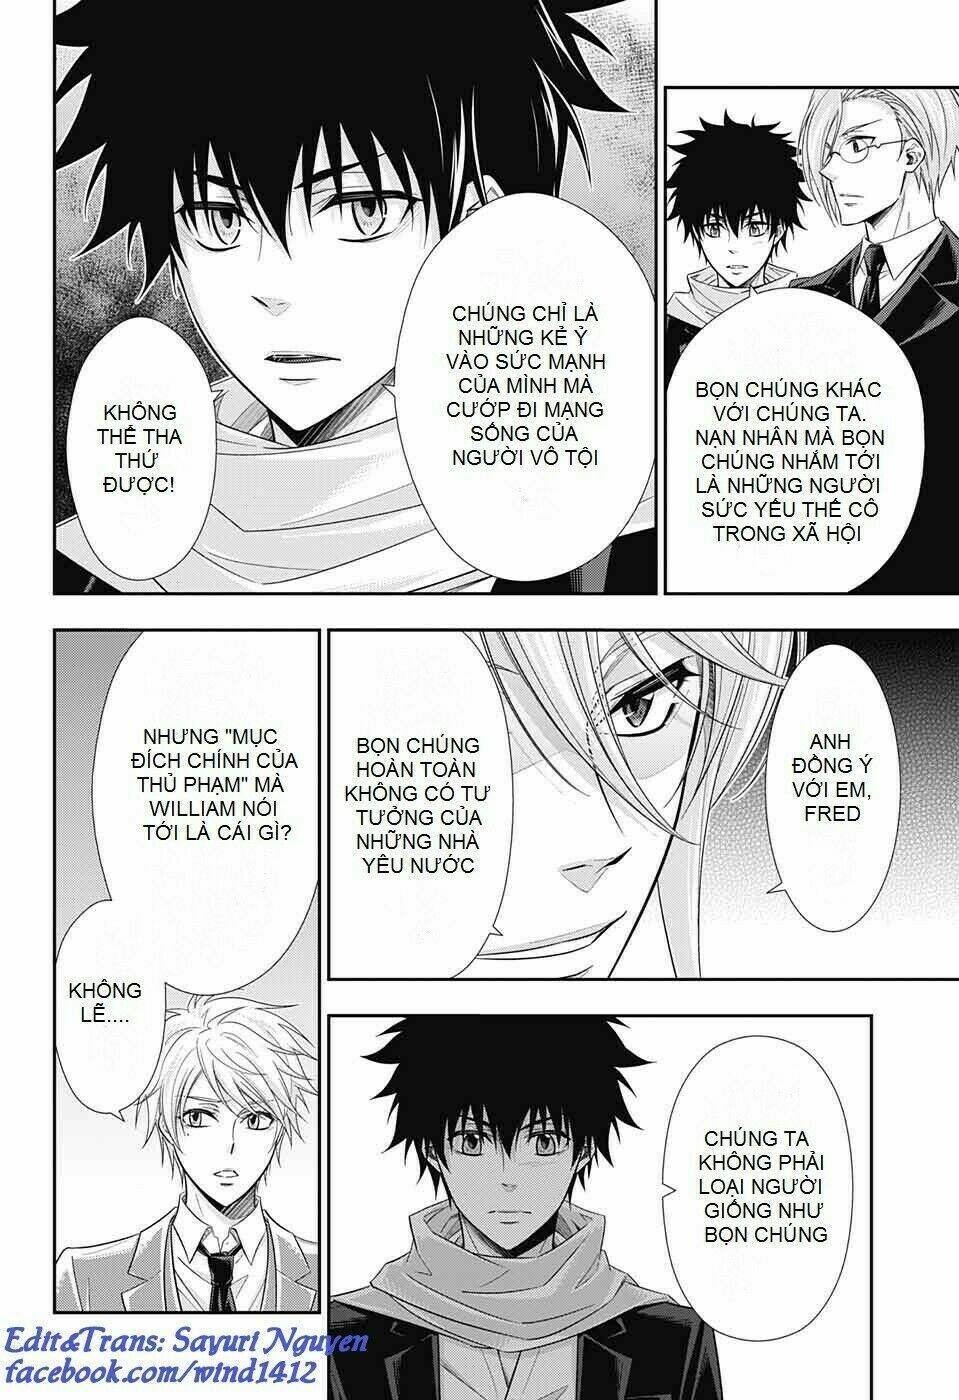 BỌN CHÚNG KHÁC
VỚI CHÚNG TA.
NẠN NHÂN MÀ BỌN
CHÚNG NHẮM TỚI
LÀ NHỮNG NGƯỜI
SỨC YẾU THẾ CÔ
TRONG XÃ HỘI
CHÚNG CHỈ LÀ
NHỮNG KẺ Ỷ
VÀO SỨC MẠNH
CỦA MÌNH MÀ
CƯỚP ĐI MẠNG
SỐNG CỦA
NGƯỜI VÔ TỘI
KHÔNG
THỂ THA
THỨ
ĐƯỢC!
ANH
ĐỒNG Ý
VỚI EM,
FRED
BỌN CHÚNG
HOÀN TOÀN
KHÔNG CÓ TƯ
TƯỞNG CỦA
NHỮNG NHÀ
YÊU NƯỚC
NHƯNG "MỤC
ĐÍCH CHÍNH CỦA
THỦ PHẠM" MÀ
WILLIAM NÓI
TỚI LÀ CÁI GÌ?
KHÔNG
LẼ....
CHÚNG TA
KHÔNG PHẢI
LOẠI NGƯỜI
GIỐNG NHƯ
BỌN CHÚNG
Edit&Trans: Sayuri Nguyen
facebook.com/wind1412